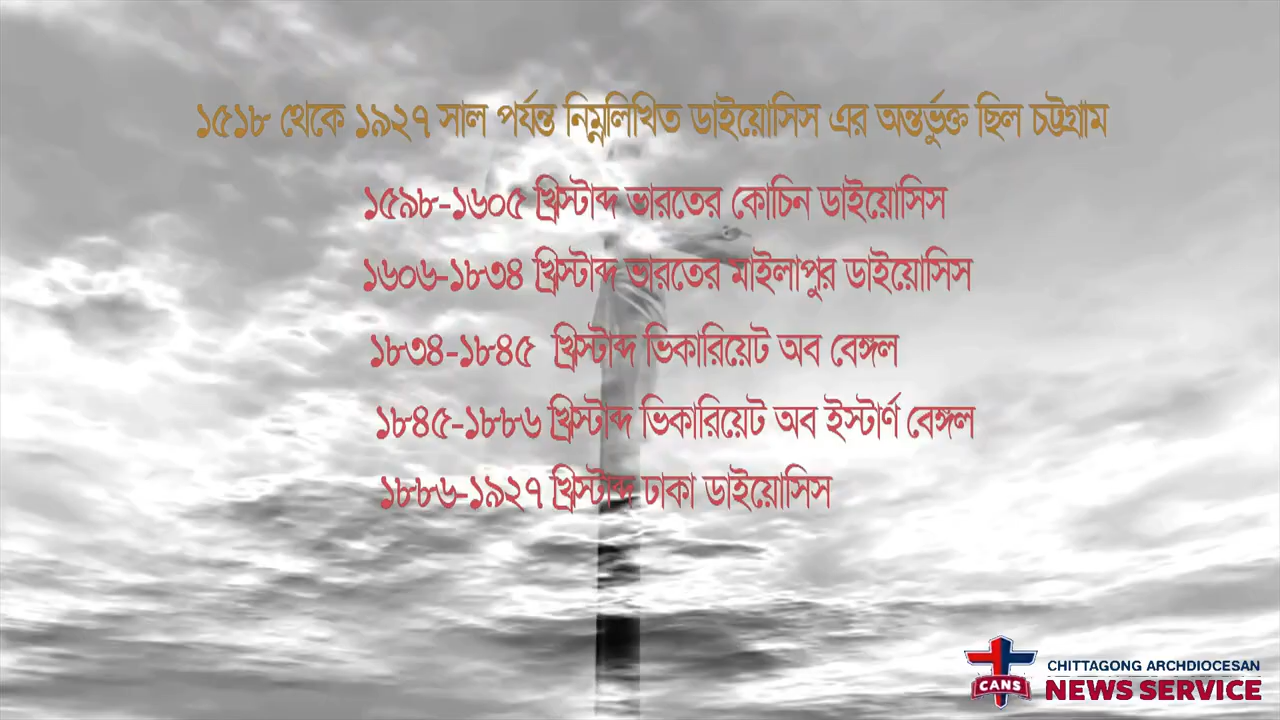 ১৫১৮ থেকে ১৯২৭ সাল পর্যন্ত নিম্নলিখিত ডাইয়োসিস এর অন্তর্ভুক্ত ছিল চট্টগ্রাম
১৫৯৮-১৬০৫ খ্রিস্টাব্দ ভারতের কোচিন ডাইয়োসিস
১৬০৬-১৮৩৪ খ্রিস্টাব্দ ভারতের মাইলাপুর ডাইয়োসিস
১৮৩৪-১৮৪৫ খ্রিস্টাব্দ ভিকারিয়েট অব বেঙ্গল
১৮৪৫-১৮৮৬ খ্রিস্টাব্দ ভিকারিয়েট অব ইস্টার্ণ বেঙ্গল
১৮৮৬-১৯২৭ খ্রিস্টাব্দ ঢাকা ডাইয়োসিস
CANS
CHITTAGONG ARCHDIOCESAN
NEWS SERVICE